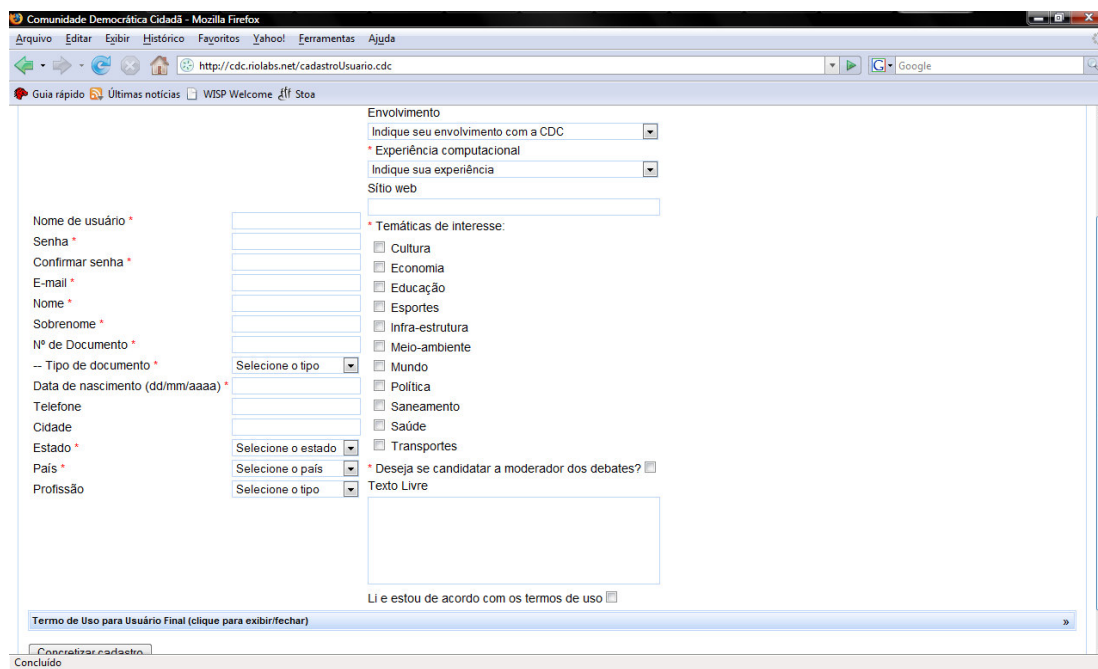 Comunidade Democrática Cidadã - Mozilla Firefox
Arquivo Editar Exibir Histórico Favoritos Yahoo! Ferramentas Ajuda
http://cdc.riolabs.net/cadastroUsuario.cdc
G Google
Guia rápido Últimas notícias WISP Welcome Stoa
Envolvimento
Indique seu envolvimento com a CDC
* Experiência computacional
Indique sua experiência
Sítio web
Nome de usuário *
Senha *
Confirmar senha *
E-mail *
Nome *
Sobrenome *
Nº de Documento *
-- Tipo de documento * Selecione o tipo
Data de nascimento (dd/mm/aaaa) *
Telefone
Cidade
Estado * Selecione o estado
País * Selecione o país
Profissão Selecione o tipo
* Temáticas de interesse:
Cultura
Economia
Educação
Esportes
Infra-estrutura
Meio-ambiente
Mundo
Política
Saneamento
Saúde
Transportes
* Deseja se candidatar a moderador dos debates?
Texto Livre
Li e estou de acordo com os termos de uso
Termo de Uso para Usuário Final (clique para exibir/fechar) »
Concretizar cadastro
Concluído